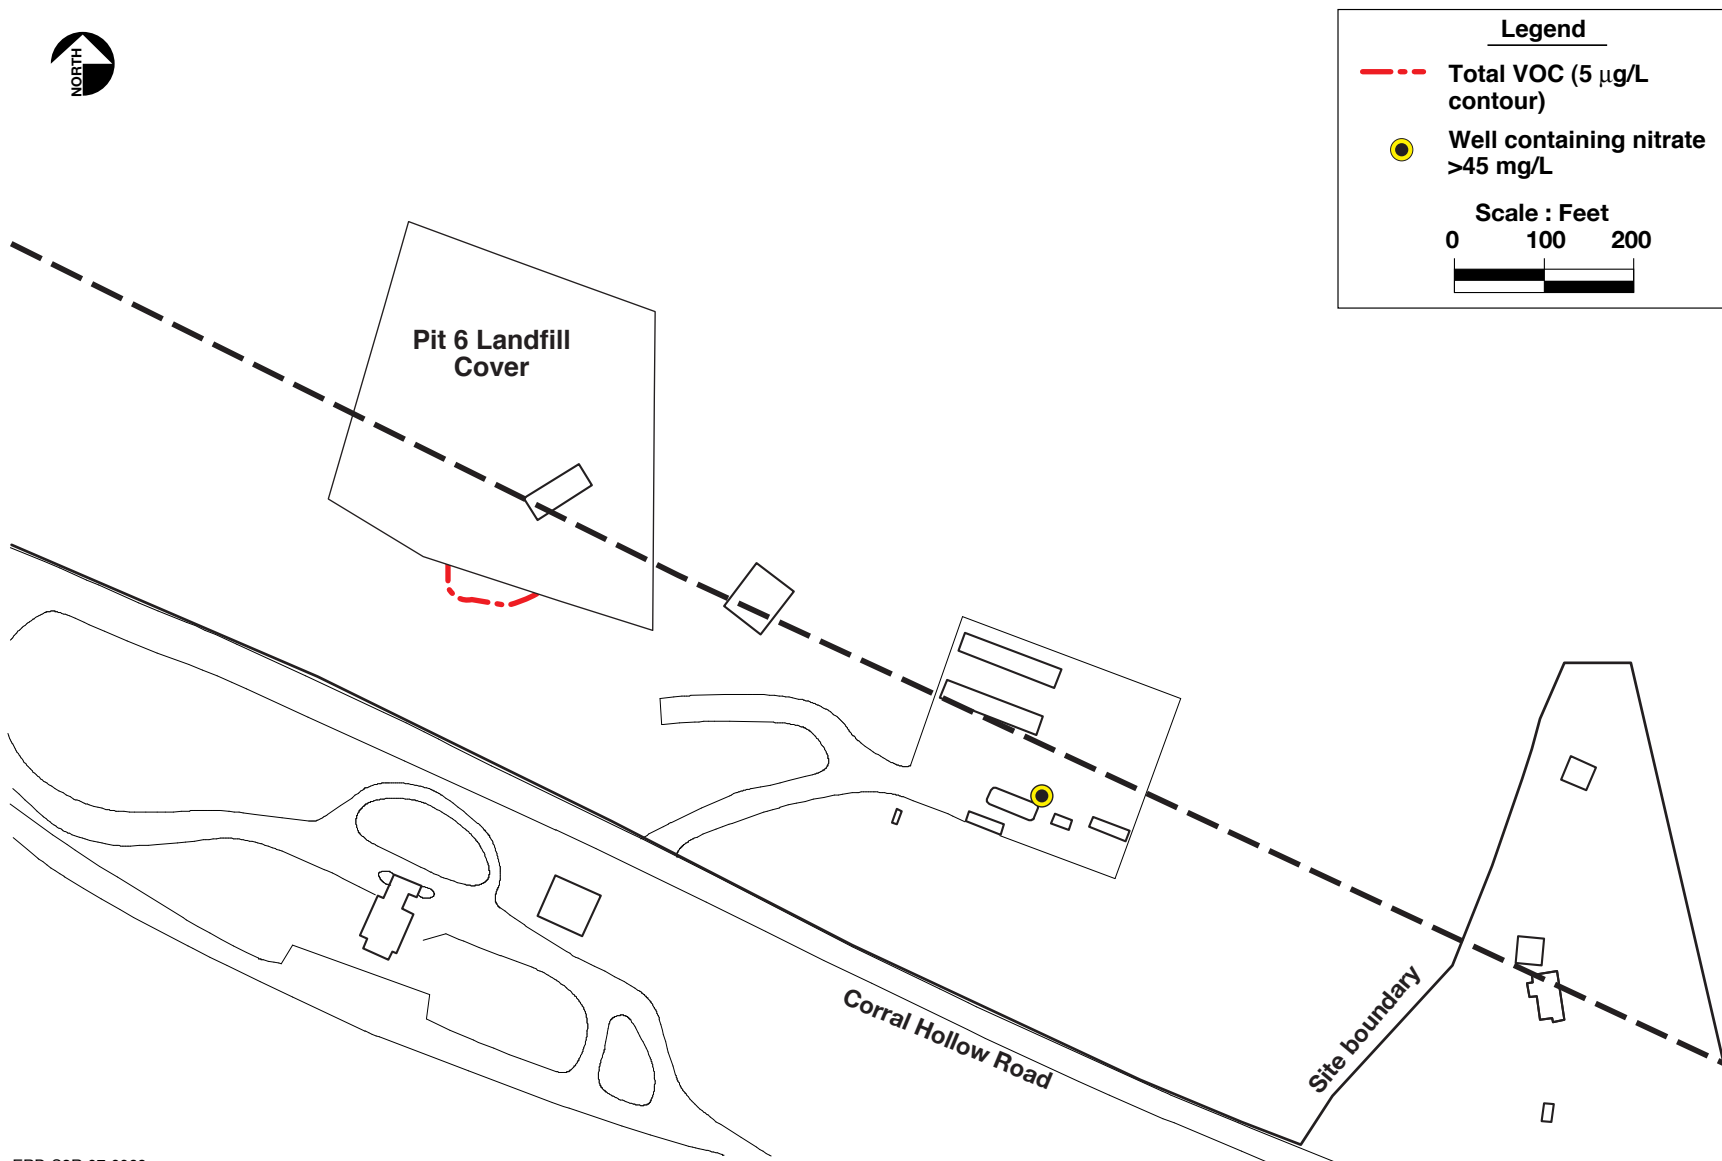 NORTH
Legend
Total VOC (5 µg/L
contour)
Well containing nitrate
>45 mg/L
Scale : Feet
0 100 200
Pit 6 Landfill
Cover
Corral Hollow Road
Site boundary